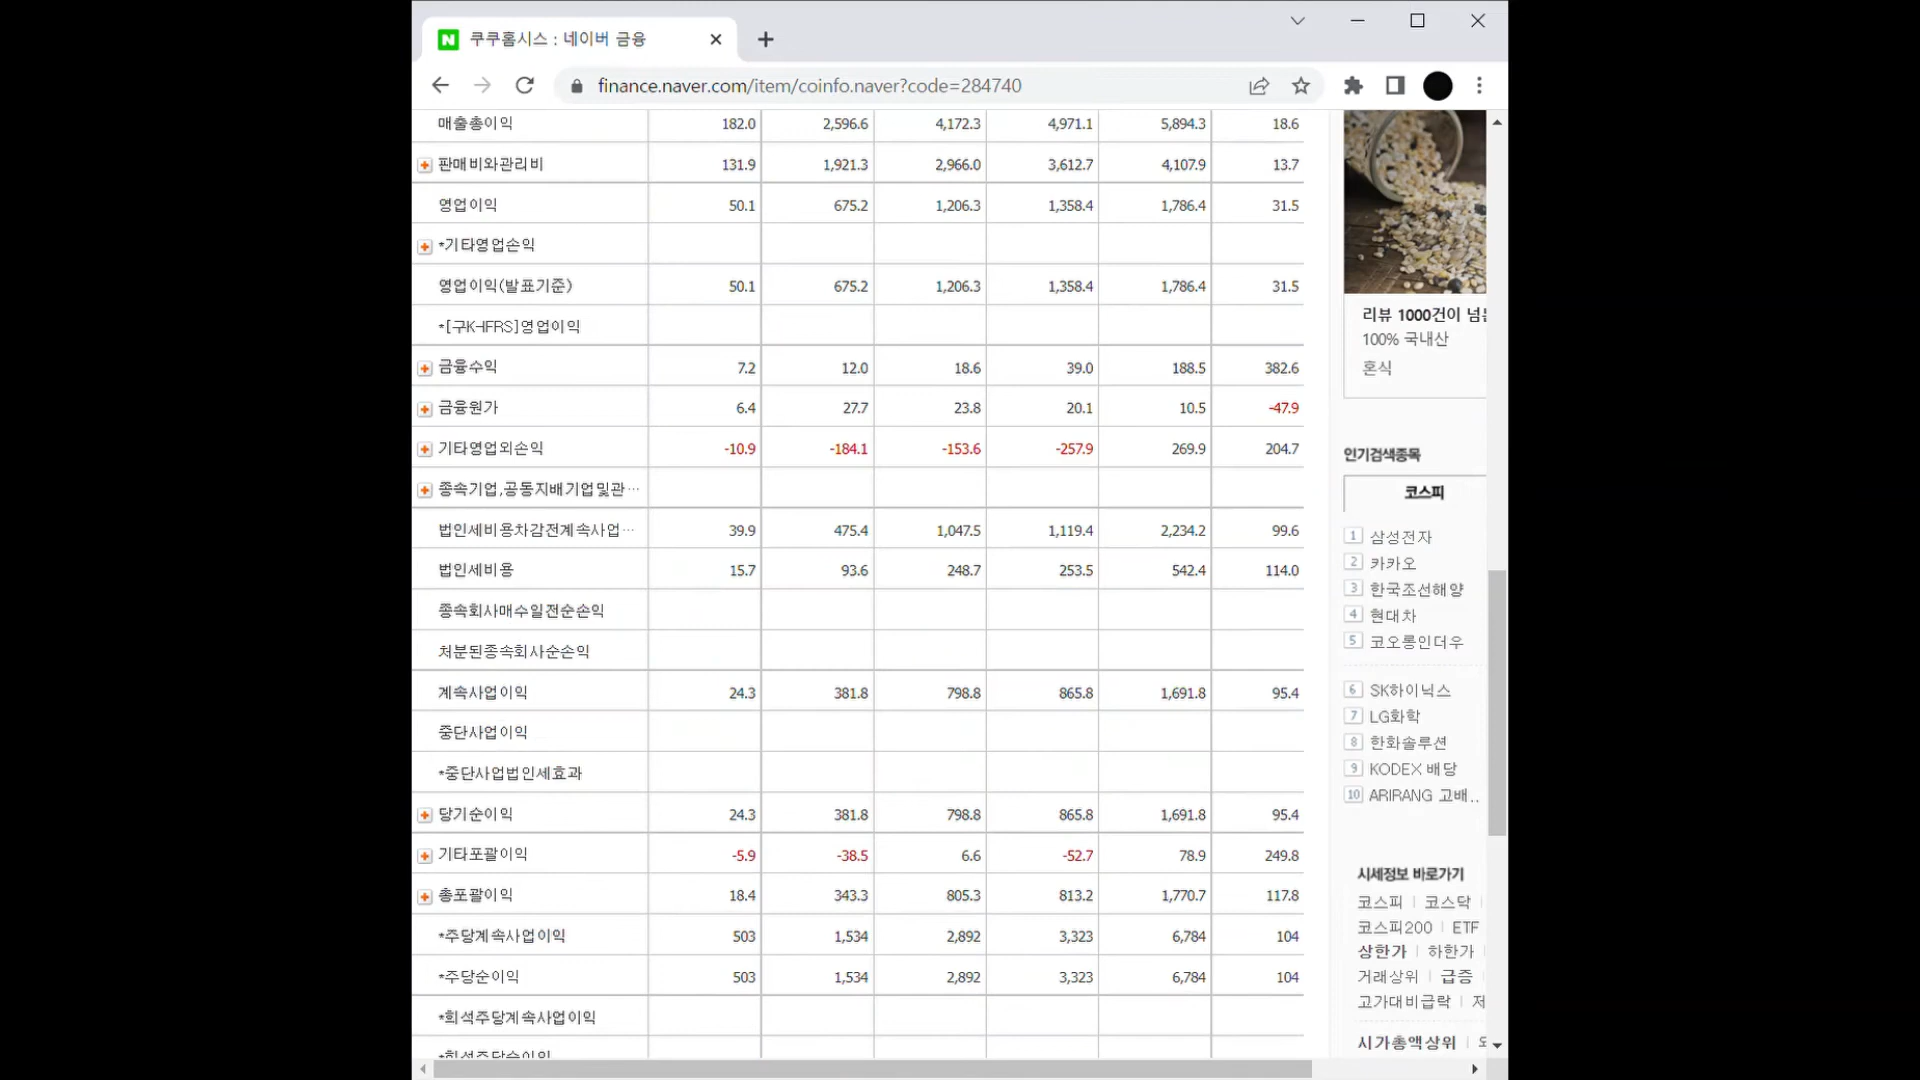 쿠쿠홈시스 : 네이버 금융
finance.naver.com/item/coinfo.naver?code=284740
매출총이익 182.0 2,596.6 4,172.3 4,971.1 5,894.3 18.6
판매비와관리비 131.9 1,921.3 2,966.0 3,612.7 4,107.9 13.7
영업이익 50.1 675.2 1,206.3 1,358.4 1,786.4 31.5
*기타영업손익
영업이익(발표기준) 50.1 675.2 1,206.3 1,358.4 1,786.4 31.5
*[구K-IFRS]영업이익
금융수익 7.2 12.0 18.6 39.0 188.5 382.6
금융원가 6.4 27.7 23.8 20.1 10.5 -47.9
기타영업외손익 -10.9 -184.1 -153.6 -257.9 269.9 204.7
종속기업,공동지배기업및관…
법인세비용차감전계속사업… 39.9 475.4 1,047.5 1,119.4 2,234.2 99.6
법인세비용 15.7 93.6 248.7 253.5 542.4 114.0
종속회사매수일전순손익
처분된종속회사순손익
계속사업이익 24.3 381.8 798.8 865.8 1,691.8 95.4
중단사업이익
*중단사업법인세효과
당기순이익 24.3 381.8 798.8 865.8 1,691.8 95.4
기타포괄이익 -5.9 -38.5 6.6 -52.7 78.9 249.8
총포괄이익 18.4 343.3 805.3 813.2 1,770.7 117.8
*주당계속사업이익 503 1,534 2,892 3,323 6,784 104
*주당순이익 503 1,534 2,892 3,323 6,784 104
*희석주당계속사업이익
*희석주당순이익
리뷰 1000건이 넘는
100% 국내산
혼식
인기검색종목
코스피
1 삼성전자
2 카카오
3 한국조선해양
4 현대차
5 코오롱인더우
6 SK하이닉스
7 LG화학
8 한화솔루션
9 KODEX 배당
10 ARIRANG 고배..
시세정보 바로가기
코스피 | 코스닥
코스피200 | ETF
상한가 | 하한가
거래상위 | 급증
고가대비급락 | 저
시가총액상위 |